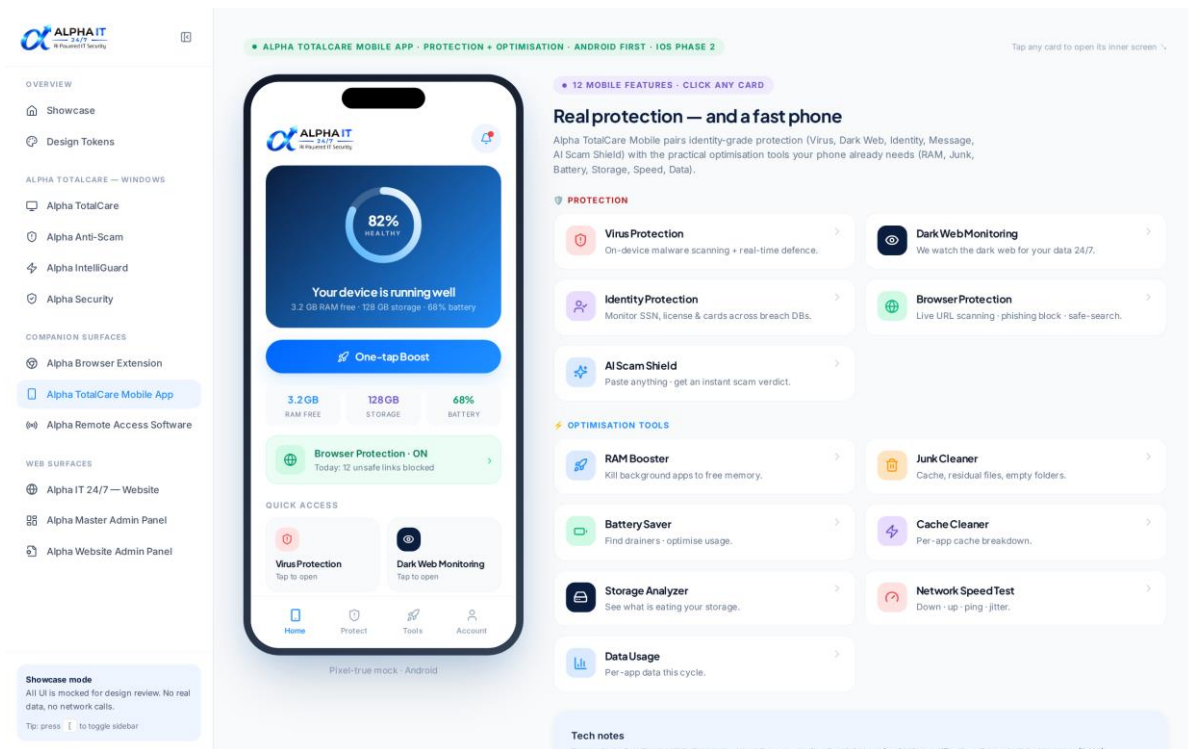 ALPHA IT
24/7
AI Powered IT Security
OVERVIEW
Showcase
Design Tokens
ALPHA TOTALCARE — WINDOWS
Alpha TotalCare
Alpha Anti-Scam
Alpha IntelliGuard
Alpha Security
COMPANION SURFACES
Alpha Browser Extension
Alpha TotalCare Mobile App
Alpha Remote Access Software
WEB SURFACES
Alpha IT 24/7 — Website
Alpha Master Admin Panel
Alpha Website Admin Panel
Showcase mode
All UI is mocked for design review. No real
data, no network calls.
Tip: press [ to toggle sidebar
ALPHA TOTALCARE MOBILE APP · PROTECTION + OPTIMISATION · ANDROID FIRST · IOS PHASE 2
Tap any card to open its inner screen
ALPHA IT
24/7
AI Powered IT Security
82%
HEALTHY
Your device is running well
3.2 GB RAM free · 128 GB storage · 68% battery
One-tap Boost
3.2 GB
RAM FREE
128 GB
STORAGE
68%
BATTERY
Browser Protection · ON
Today: 12 unsafe links blocked
QUICK ACCESS
Virus Protection
Tap to open
Dark Web Monitoring
Tap to open
Home
Protect
Tools
Account
Pixel-true mock · Android
12 MOBILE FEATURES · CLICK ANY CARD
Real protection — and a fast phone
Alpha TotalCare Mobile pairs identity-grade protection (Virus, Dark Web, Identity, Message,
AI Scam Shield) with the practical optimisation tools your phone already needs (RAM, Junk,
Battery, Storage, Speed, Data).
PROTECTION
Virus Protection
On-device malware scanning + real-time defence.
Dark Web Monitoring
We watch the dark web for your data 24/7.
Identity Protection
Monitor SSN, license & cards across breach DBs.
Browser Protection
Live URL scanning · phishing block · safe-search.
AI Scam Shield
Paste anything · get an instant scam verdict.
OPTIMISATION TOOLS
RAM Booster
Kill background apps to free memory.
Junk Cleaner
Cache, residual files, empty folders.
Battery Saver
Find drainers · optimise usage.
Cache Cleaner
Per-app cache breakdown.
Storage Analyzer
See what is eating your storage.
Network Speed Test
Down · up · ping · jitter.
Data Usage
Per-app data this cycle.
Tech notes